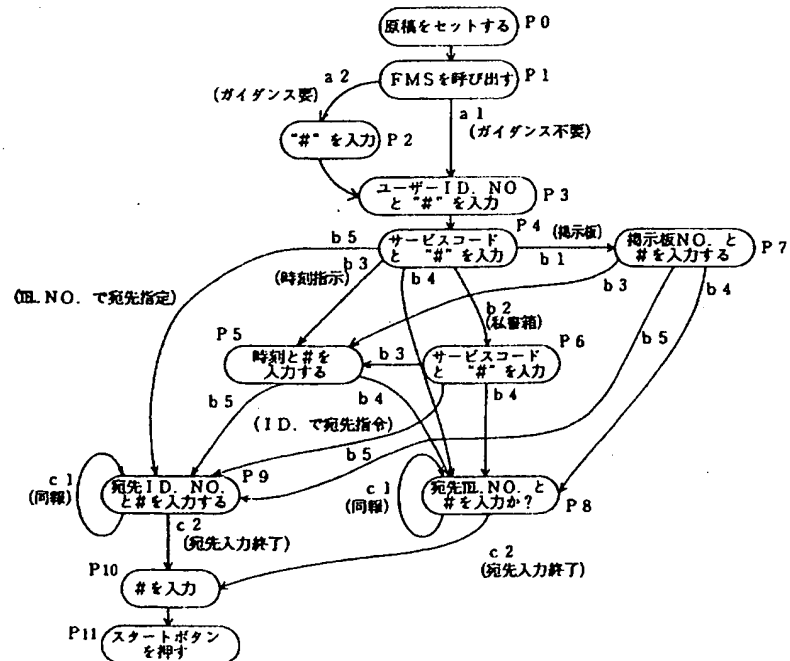 原稿をセットする P0
FMSを呼び出す P1
a2
(ガイダンス要)
a1
(ガイダンス不要)
"#"を入力 P2
ユーザーID.NO
と"#"を入力
P3
P4
サービスコード
と "#"を入力
(掲示板)
b1
掲示板NO.と
#を入力する
P7
b5
b3
(時刻指示)
b4
b2
(私書箱)
b3
b4
(TEL.NO.で宛先指定)
P5
時刻と#を
入力する
b3
P6
サービスコード
と "#"を入力
b5
b4
b4
b5
(ID.で宛先指令)
b5
c1
(同報)
P9
宛先ID.NO.
と#を入力する
c1
(同報)
宛先TEL.NO.と
#を入力か?
P8
c2
(宛先入力終了)
c2
(宛先入力終了)
P10
#を入力
P11
スタートボタン
を押す